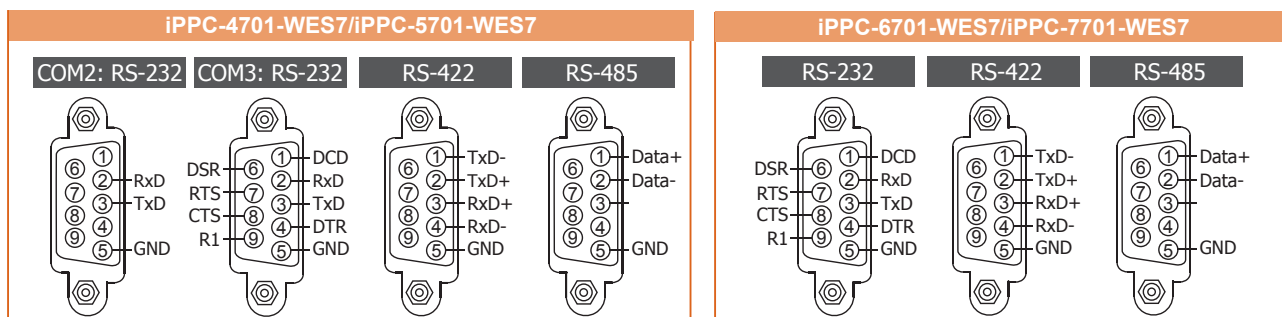 iPPC-4701-WES7/iPPC-5701-WES7
COM2: RS-232
6
7
8
9
1
2 RxD
3 TxD
4
5 GND
COM3: RS-232
DSR 6
RTS 7
CTS 8
R1 9
1 DCD
2 RxD
3 TxD
4 DTR
5 GND
RS-422
6
7
8
9
1 TxD-
2 TxD+
3 RxD+
4 RxD-
5 GND
RS-485
6
7
8
9
1 Data+
2 Data-
3
4
5 GND
iPPC-6701-WES7/iPPC-7701-WES7
RS-232
DSR 6
RTS 7
CTS 8
R1 9
1 DCD
2 RxD
3 TxD
4 DTR
5 GND
RS-422
6
7
8
9
1 TxD-
2 TxD+
3 RxD+
4 RxD-
5 GND
RS-485
6
7
8
9
1 Data+
2 Data-
3
4
5 GND